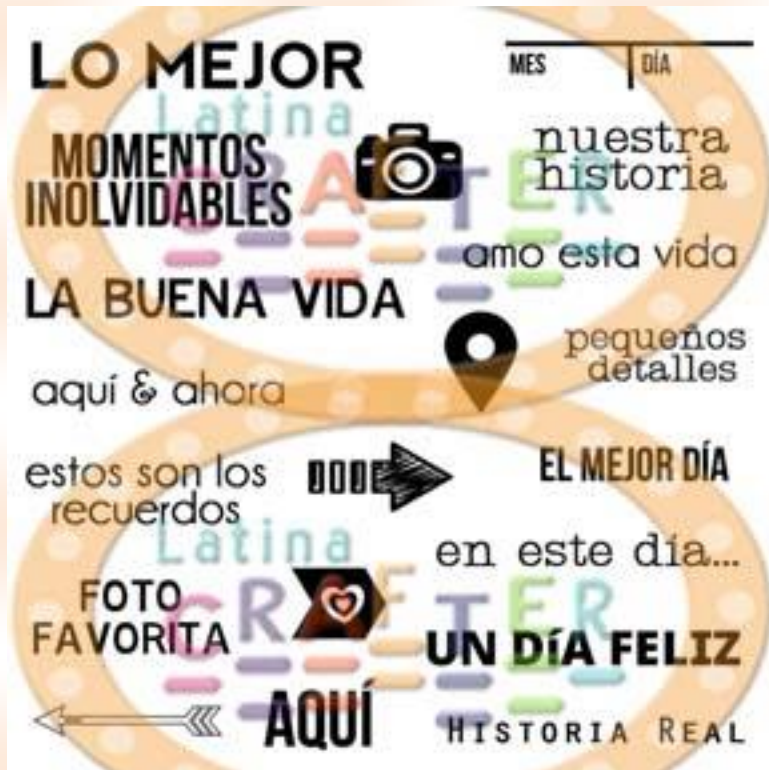 LO MEJOR
MES DÍA
Latina
MOMENTOS
INOLVIDABLES
CRAFTER
nuestra
historia
amo esta vida
LA BUENA VIDA
pequeños
detalles
aquí & ahora
estos son los
recuerdos
EL MEJOR DÍA
Latina
en este día...
FOTO
FAVORITA
CRAFTER
UN DÍA FELIZ
AQUÍ
HISTORIA REAL